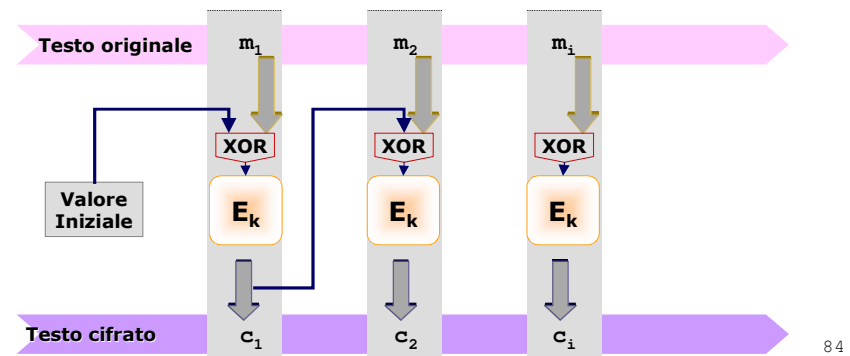 Testo originale m₁ m₂ mᵢ
XOR XOR XOR
Valore
Iniziale
Eₖ Eₖ Eₖ
Testo cifrato c₁ c₂ cᵢ
84